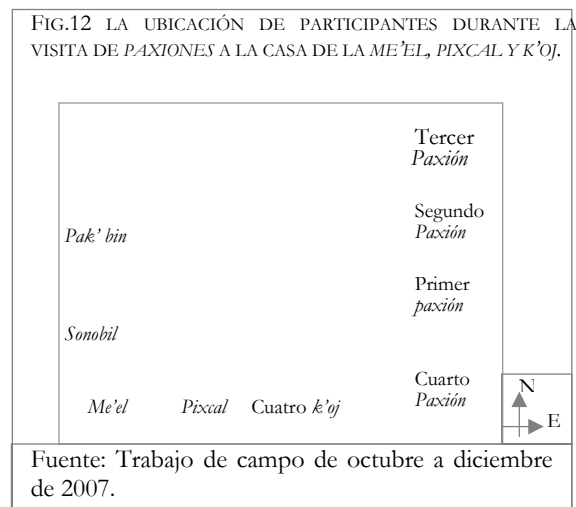 FIG.12 LA UBICACIÓN DE PARTICIPANTES DURANTE LA
VISITA DE PAXIONES A LA CASA DE LA ME’EL, PIXCAL Y K’OJ.
Tercer
Paxión
Segundo
Paxión
Pak’ bin
Primer
paxión
Sonobil
Cuarto
Paxión
Me’el Pixcal Cuatro k’oj
N
E
Fuente: Trabajo de campo de octubre a diciembre
de 2007.